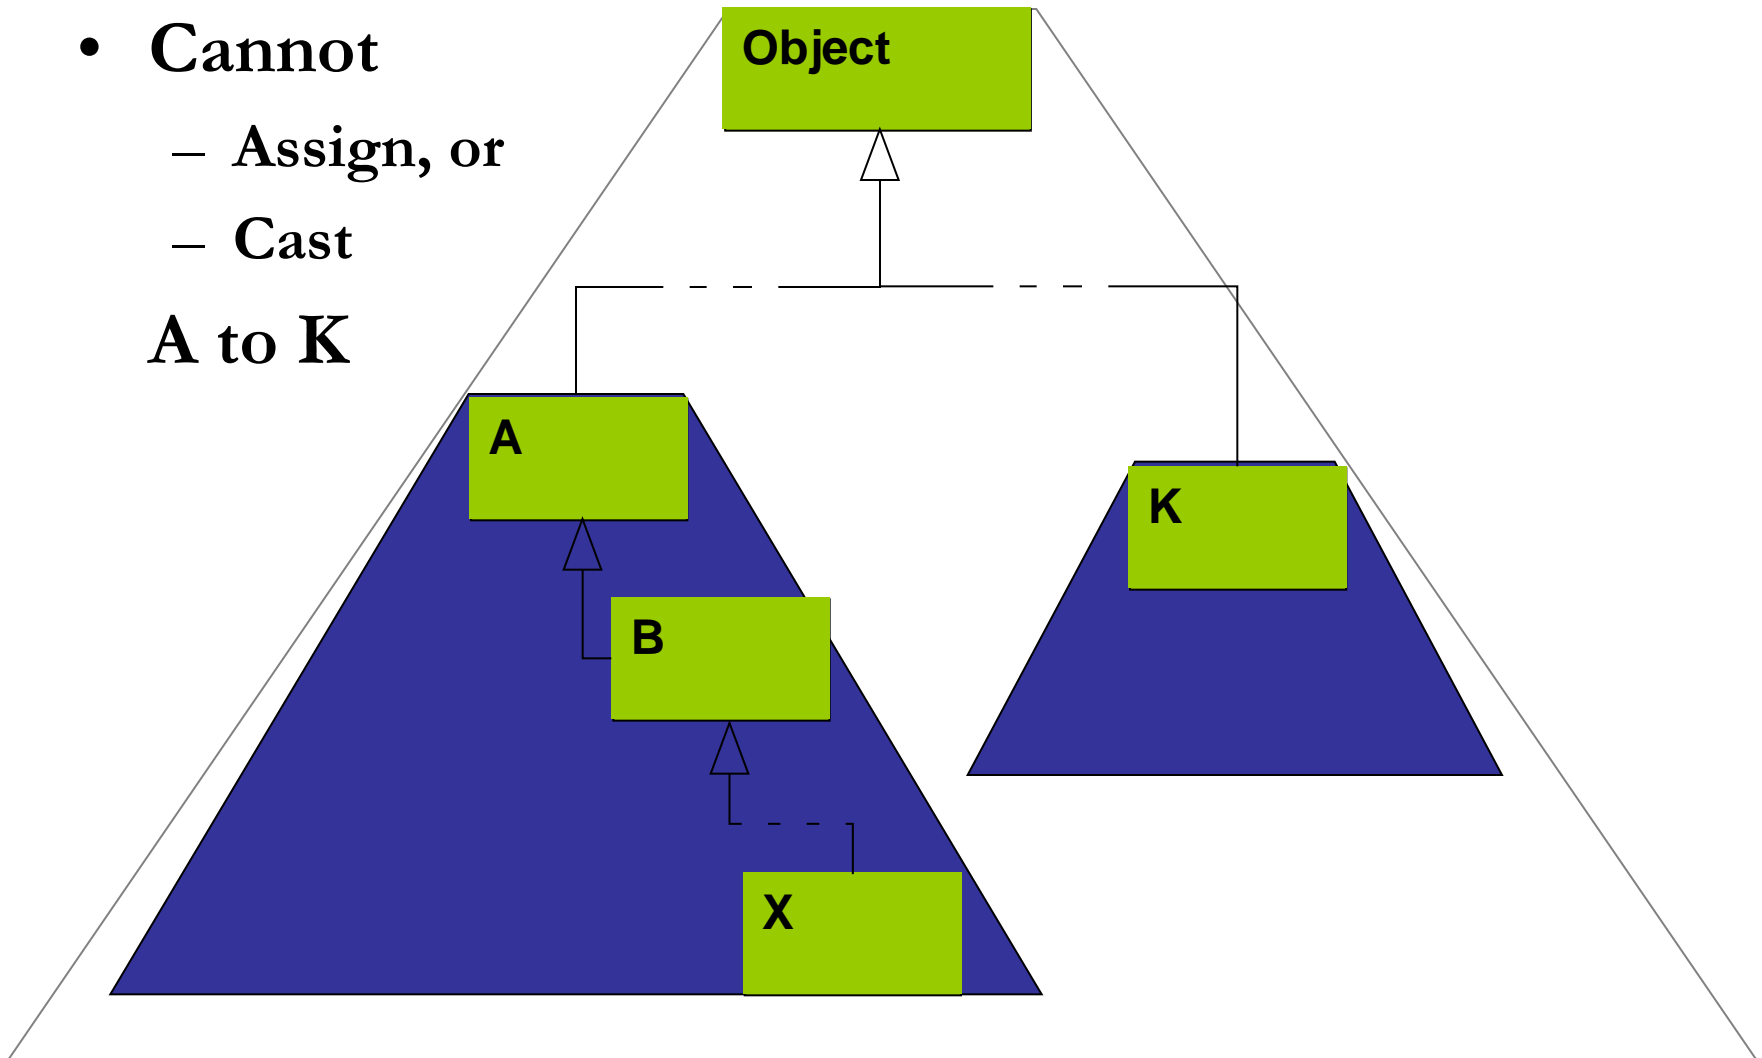 • Cannot
– Assign, or
– Cast
A to K
Object
A
K
B
X